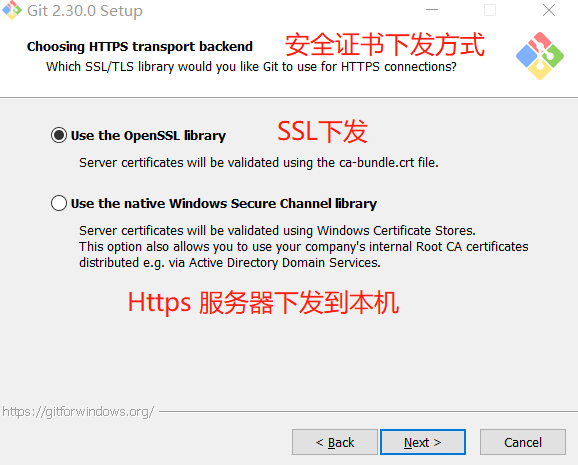 Git 2.30.0 Setup
Choosing HTTPS transport backend
安全证书下发方式
Which SSL/TLS library would you like Git to use for HTTPS connections?
Use the OpenSSL library
SSL下发
Server certificates will be validated using the ca-bundle.crt file.
Use the native Windows Secure Channel library
Server certificates will be validated using Windows Certificate Stores.
This option also allows you to use your company's internal Root CA certificates
distributed e.g. via Active Directory Domain Services.
Https 服务器下发到本机
https://gitforwindows.org/
< Back
Next >
Cancel